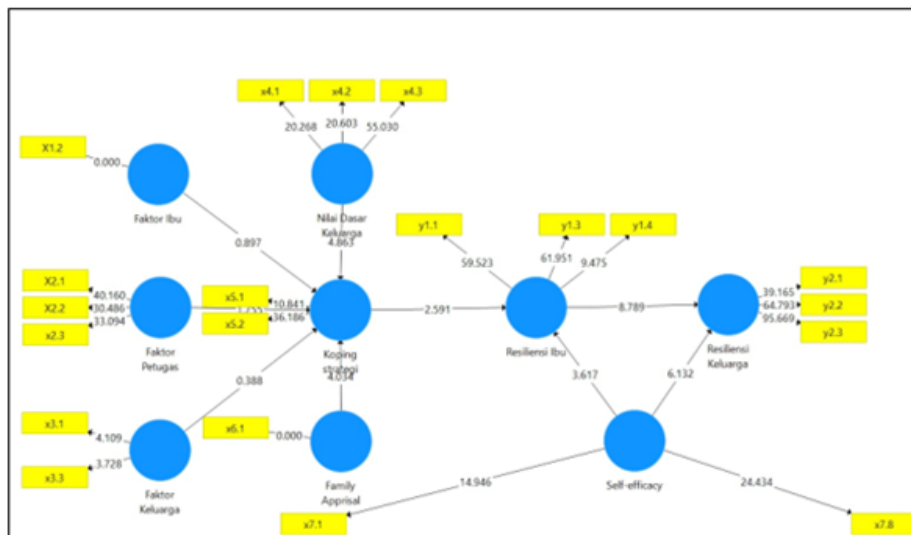 x4.1
x4.2
x4.3
20.268
20.603
55.030
X1.2
0.000
Faktor Ibu
Nilai Dasar
Keluarga
4.863
0.897
y1.1
y1.3
y1.4
59.523
61.951
9.475
X2.1
X2.2
x2.3
40.160
30.486
33.094
Faktor
Petugas
x5.1
x5.2
10.841
36.186
Koping
strategi
2.591
Resiliensi Ibu
8.789
Resiliensi
Keluarga
y2.1
y2.2
y2.3
39.165
64.793
95.669
0.388
4.034
3.617
6.132
x3.1
x3.3
4.109
3.728
Faktor
Keluarga
x6.1
0.000
Family
Apprisal
Self-efficacy
14.946
24.434
x7.1
x7.8